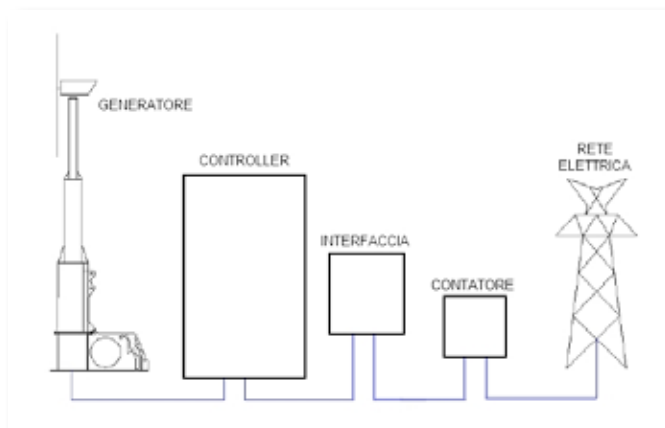 GENERATORE
CONTROLLER
INTERFACCIA
CONTATORE
RETE
ELETTRICA